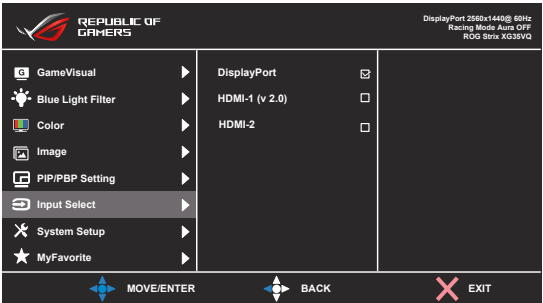 REPUBLIC OF
GAMERS
DisplayPort 2560x1440@ 60Hz
Racing Mode Aura OFF
ROG Strix XG35VQ
G GameVisual
Blue Light Filter
Color
Image
PIP/PBP Setting
Input Select
System Setup
MyFavorite
DisplayPort
HDMI-1 (v 2.0)
HDMI-2
MOVE/ENTER
BACK
EXIT